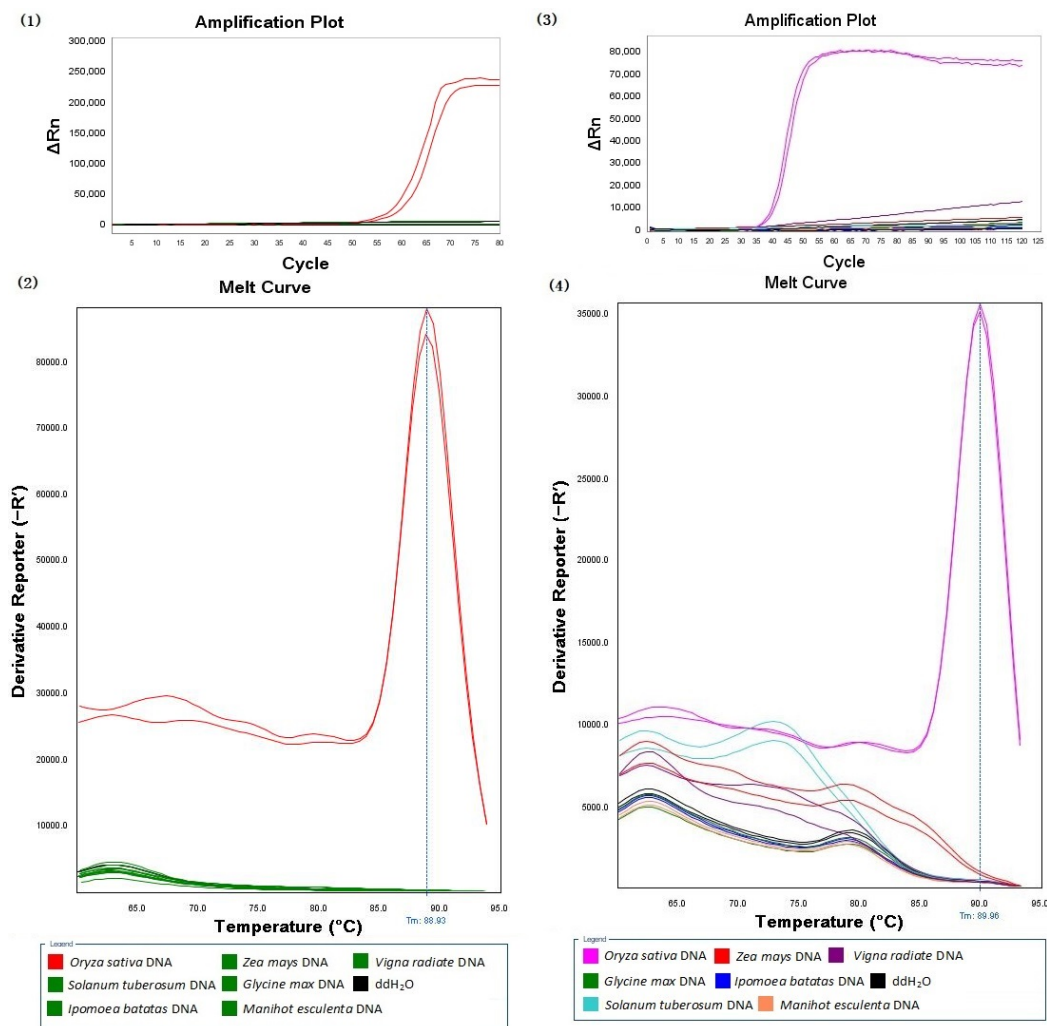 (1)
Amplification Plot
300,000
250,000
200,000
150,000
100,000
50,000
0
ΔRn
5 10 15 20 25 30 35 40 45 50 55 60 65 70 75 80
Cycle
(2)
Melt Curve
80000.0
70000.0
60000.0
50000.0
40000.0
30000.0
20000.0
10000.0
Derivative Reporter (−R′)
65.0 70.0 75.0 80.0 85.0 90.0 95.0
Tm: 88.93
Temperature (°C)
Legend
Oryza sativa DNA Zea mays DNA Vigna radiate DNA
Solanum tuberosum DNA Glycine max DNA ddH₂O
Ipomoea batatas DNA Manihot esculenta DNA
(3)
Amplification Plot
80,000
70,000
60,000
50,000
40,000
30,000
20,000
10,000
0
ΔRn
0 5 10 15 20 25 30 35 40 45 50 55 60 65 70 75 80 85 90 95 100 105 110 115 120 125
Cycle
(4)
Melt Curve
35000.0
30000.0
25000.0
20000.0
15000.0
10000.0
5000.0
Derivative Reporter (−R′)
65.0 70.0 75.0 80.0 85.0 90.0 95.0
Tm: 89.96
Temperature (°C)
Legend
Oryza sativa DNA Zea mays DNA Vigna radiate DNA
Glycine max DNA Ipomoea batatas DNA ddH₂O
Solanum tuberosum DNA Manihot esculenta DNA